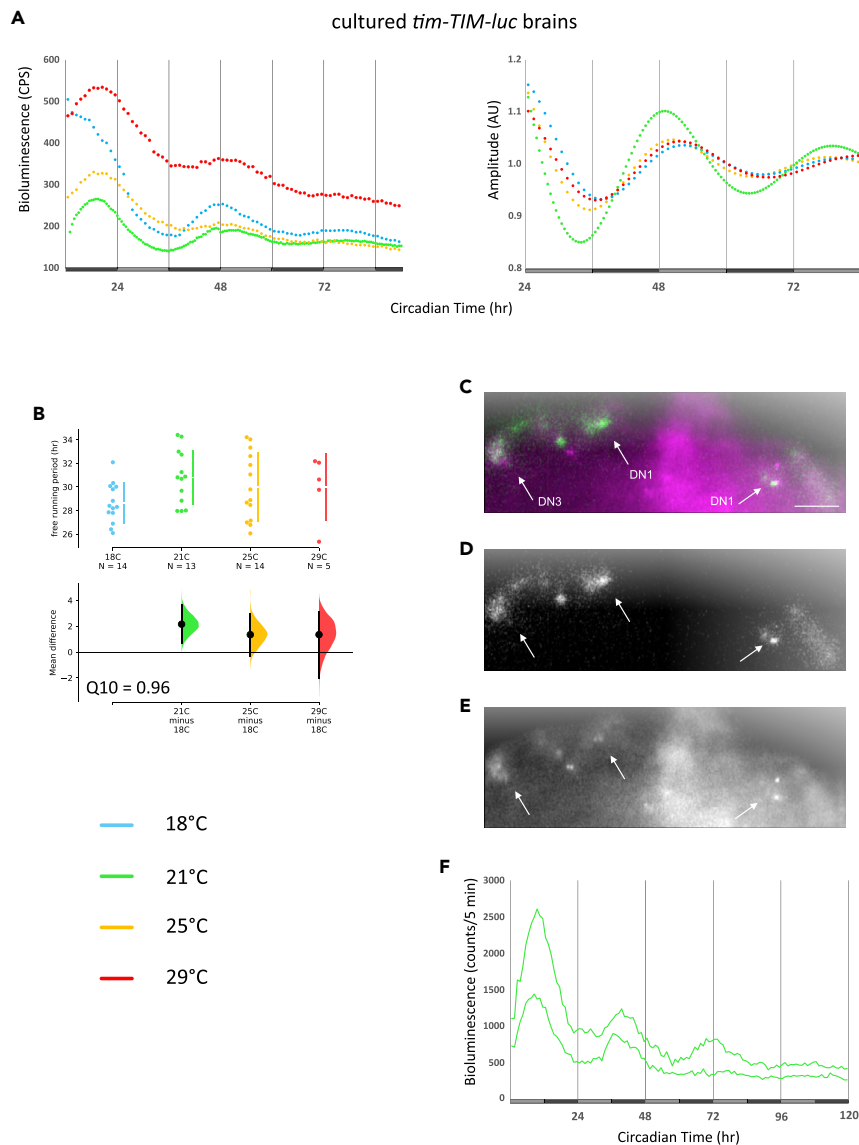 A
cultured tim-TIM-luc brains
Bioluminescence (CPS)
600
500
400
300
200
100
24
48
72
Amplitude (AU)
1.2
1.1
1.0
0.9
0.8
24
48
72
Circadian Time (hr)
B
free running period (hr)
34
32
30
28
26
18C
N = 14
21C
N = 13
25C
N = 14
29C
N = 5
Mean difference
4
2
0
−2
Q10 = 0.96
21C
minus
18C
25C
minus
18C
29C
minus
18C
18°C
21°C
25°C
29°C
C
DN3
DN1
DN1
D
E
F
Bioluminescence (counts/5 min)
3000
2500
2000
1500
1000
500
0
24
48
72
96
120
Circadian Time (hr)